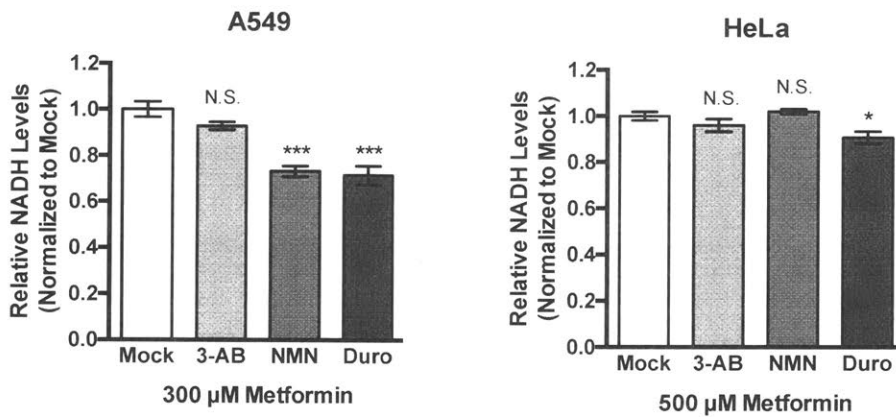 A549
Relative NADH Levels
(Normalized to Mock)
1.2
1.0
0.8
0.6
0.4
0.2
0.0
N.S.
***
***
Mock
3-AB
NMN
Duro
300 µM Metformin
HeLa
Relative NADH Levels
(Normalized to Mock)
1.2
1.0
0.8
0.6
0.4
0.2
0.0
N.S.
N.S.
*
Mock
3-AB
NMN
Duro
500 µM Metformin